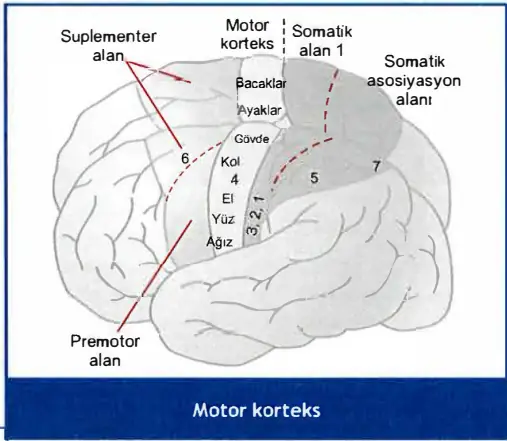 Suplementer
alan
Motor
korteks
Somatik
alan 1
Somatik
asosiyasyon
alanı
Bacaklar
Ayaklar
Gövde
6
Kol
4
5
7
El
3, 2, 1
Yüz
Ağız
Premotor
alan
Motor korteks